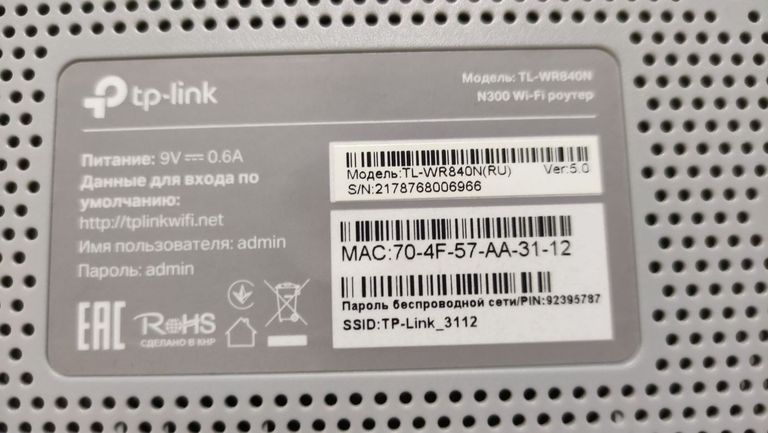 tp-link
Модель: TL-WR840N
N300 Wi-Fi роутер
Питание: 9V 0.6A
Данные для входа по
умолчанию:
http://tplinkwifi.net
Имя пользователя: admin
Пароль: admin
EAC
RoHS
СДЕЛАНО В КНР
Модель:TL-WR840N(RU) Ver:5.0
S/N:2178768006966
MAC:70-4F-57-AA-31-12
Пароль беспроводной сети/PIN:92395787
SSID:TP-Link_3112